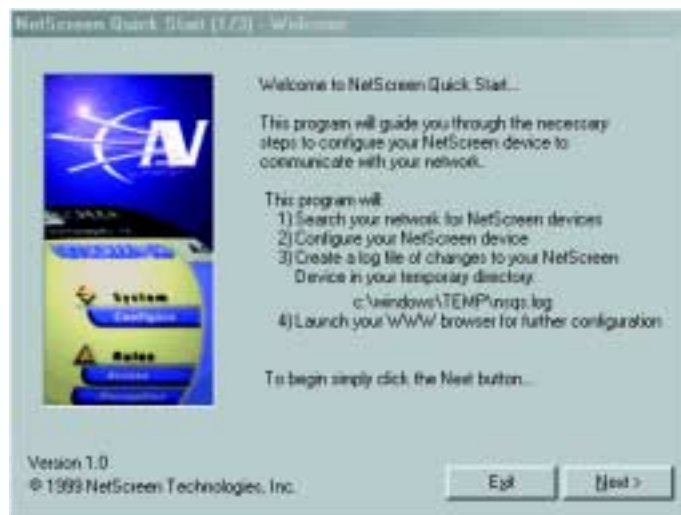 NetScreen Quick Start (1/3) - Welcome
Welcome to NetScreen Quick Start...
This program will guide you through the necessary
steps to configure your NetScreen device to
communicate with your network.
This program will:
1) Search your network for NetScreen devices
2) Configure your NetScreen device
3) Create a log file of changes to your NetScreen
Device in your temporary directory:
c:\windows\TEMP\nsqs.log
4) Launch your WWW browser for further configuration
To begin simply click the Next button...
System
Configure
Rules
Access
Version 1.0
© 1999 NetScreen Technologies, Inc.
Exit
Next >